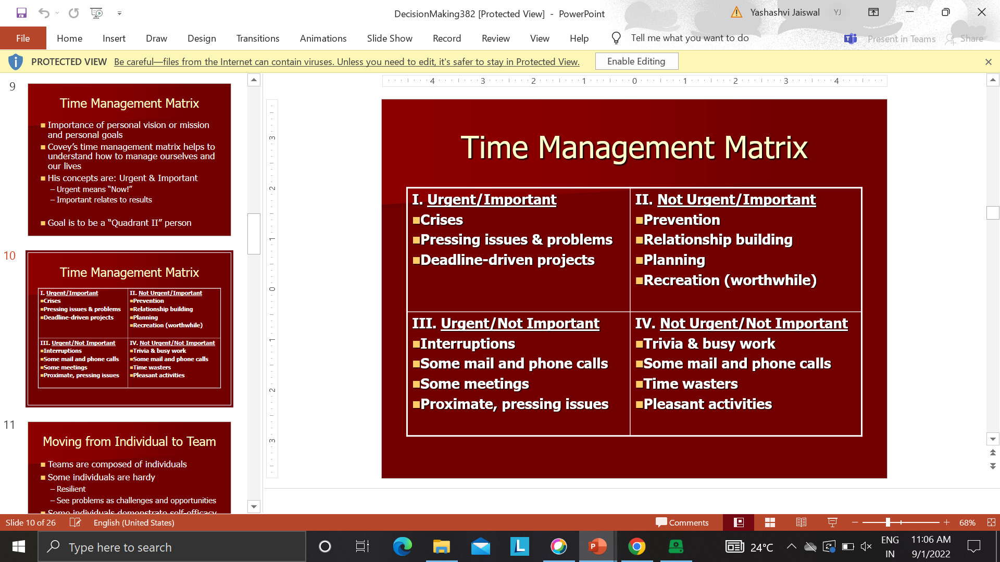 DecisionMaking382 [Protected View] - PowerPoint
Yashashvi Jaiswal
YJ
File
Home
Insert
Draw
Design
Transitions
Animations
Slide Show
Record
Review
View
Help
Tell me what you want to do
Present in Teams
Share
PROTECTED VIEW Be careful—files from the Internet can contain viruses. Unless you need to edit, it's safer to stay in Protected View.
Enable Editing
9
Time Management Matrix
Importance of personal vision or mission
and personal goals
Covey’s time management matrix helps to
understand how to manage ourselves and
our lives
His concepts are: Urgent & Important
– Urgent means “Now!”
– Important relates to results
Goal is to be a “Quadrant II” person
10
Time Management Matrix
I. Urgent/Important
Crises
Pressing issues & problems
Deadline-driven projects
II. Not Urgent/Important
Prevention
Relationship building
Planning
Recreation (worthwhile)
III. Urgent/Not Important
Interruptions
Some mail and phone calls
Some meetings
Proximate, pressing issues
IV. Not Urgent/Not Important
Trivia & busy work
Some mail and phone calls
Time wasters
Pleasant activities
11
Moving from Individual to Team
Teams are composed of individuals
Some individuals are hardy
– Resilient
– See problems as challenges and opportunities
Some individuals demonstrate self-efficacy
4 3 2 1 0 1 2 3 4
3
2
1
0
1
2
3
Time Management Matrix
I. Urgent/Important
Crises
Pressing issues & problems
Deadline-driven projects
II. Not Urgent/Important
Prevention
Relationship building
Planning
Recreation (worthwhile)
III. Urgent/Not Important
Interruptions
Some mail and phone calls
Some meetings
Proximate, pressing issues
IV. Not Urgent/Not Important
Trivia & busy work
Some mail and phone calls
Time wasters
Pleasant activities
Slide 10 of 26
English (United States)
Comments
68%
Type here to search
24°C
ENG
IN
11:06 AM
9/1/2022